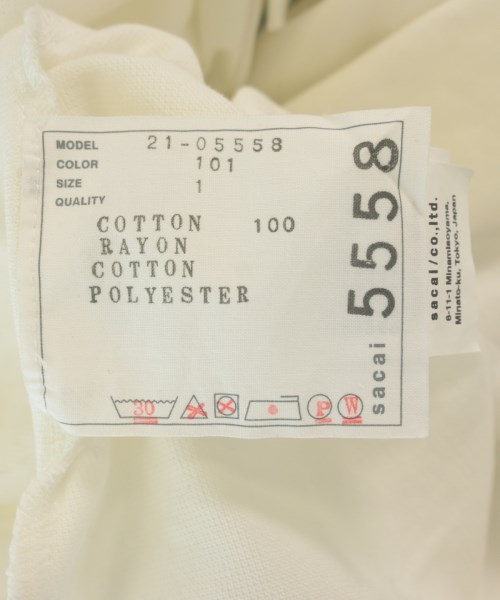 MODEL 21-05558
COLOR 101
SIZE 1
QUALITY
COTTON 100
RAYON
COTTON
POLYESTER
30
P
W
sacai 5558
sacai/co.,ltd.
6-11-1 Minamiaoyama,
Minato-ku, Tokyo, Japan